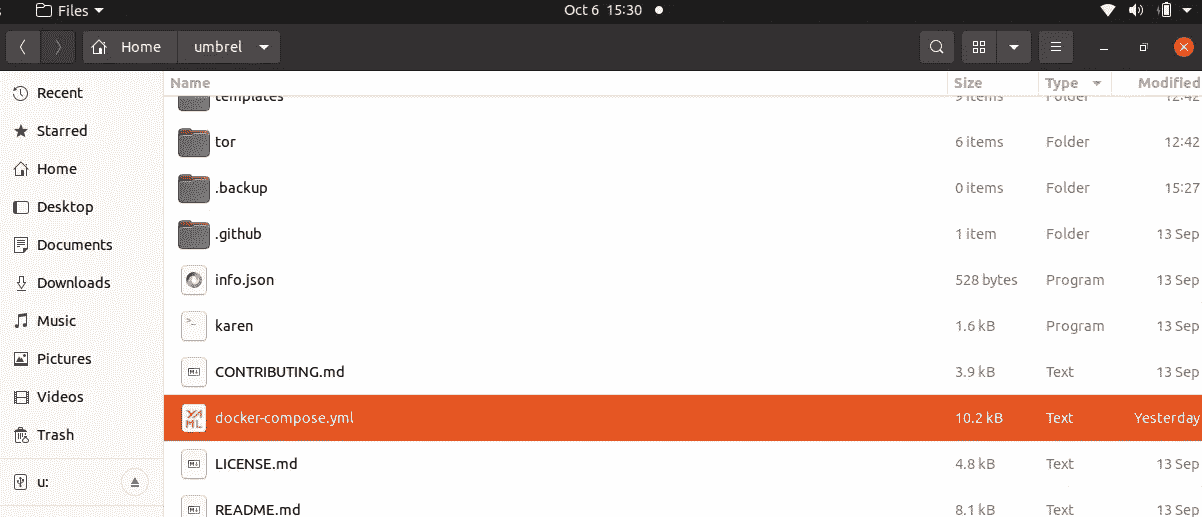 Files Oct 6 15:30
Home umbrel
Name Size Type Modified
Recent
Starred
Home
Desktop
Documents
Downloads
Music
Pictures
Videos
Trash
u:
templates 9 items Folder 12:42
tor 6 items Folder 12:42
.backup 0 items Folder 15:27
.github 1 item Folder 13 Sep
info.json 528 bytes Program 13 Sep
karen 1.6 kB Program 13 Sep
CONTRIBUTING.md 3.9 kB Text 13 Sep
docker-compose.yml 10.2 kB Text Yesterday
LICENSE.md 4.8 kB Text 13 Sep
README.md 8.1 kB Text 13 Sep